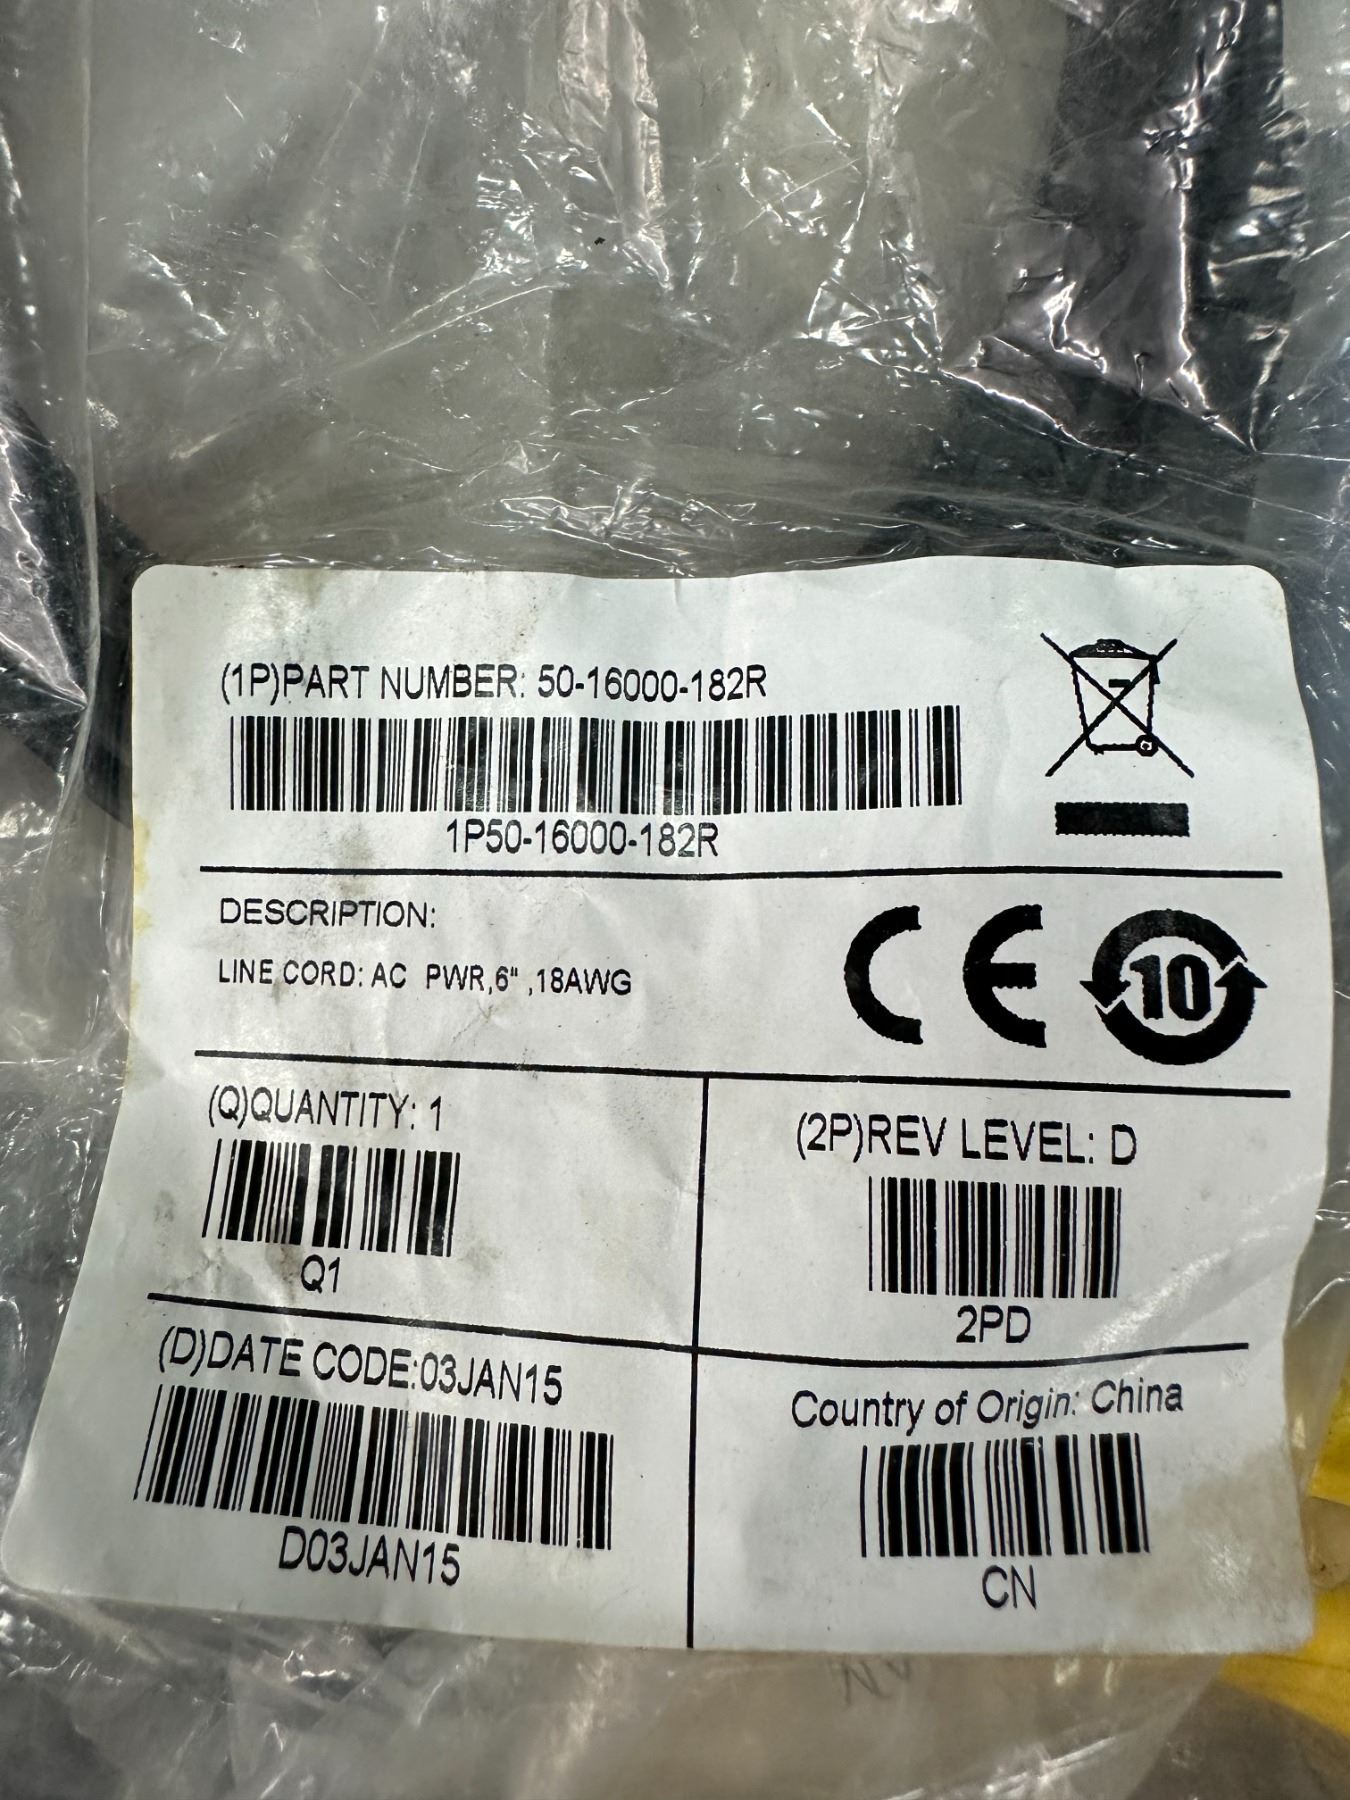 (1P)PART NUMBER: 50-16000-182R
1P50-16000-182R
DESCRIPTION:
LINE CORD: AC PWR,6" ,18AWG
CE 10
(Q)QUANTITY: 1
Q1
(2P)REV LEVEL: D
2PD
(D)DATE CODE:03JAN15
D03JAN15
Country of Origin: China
CN